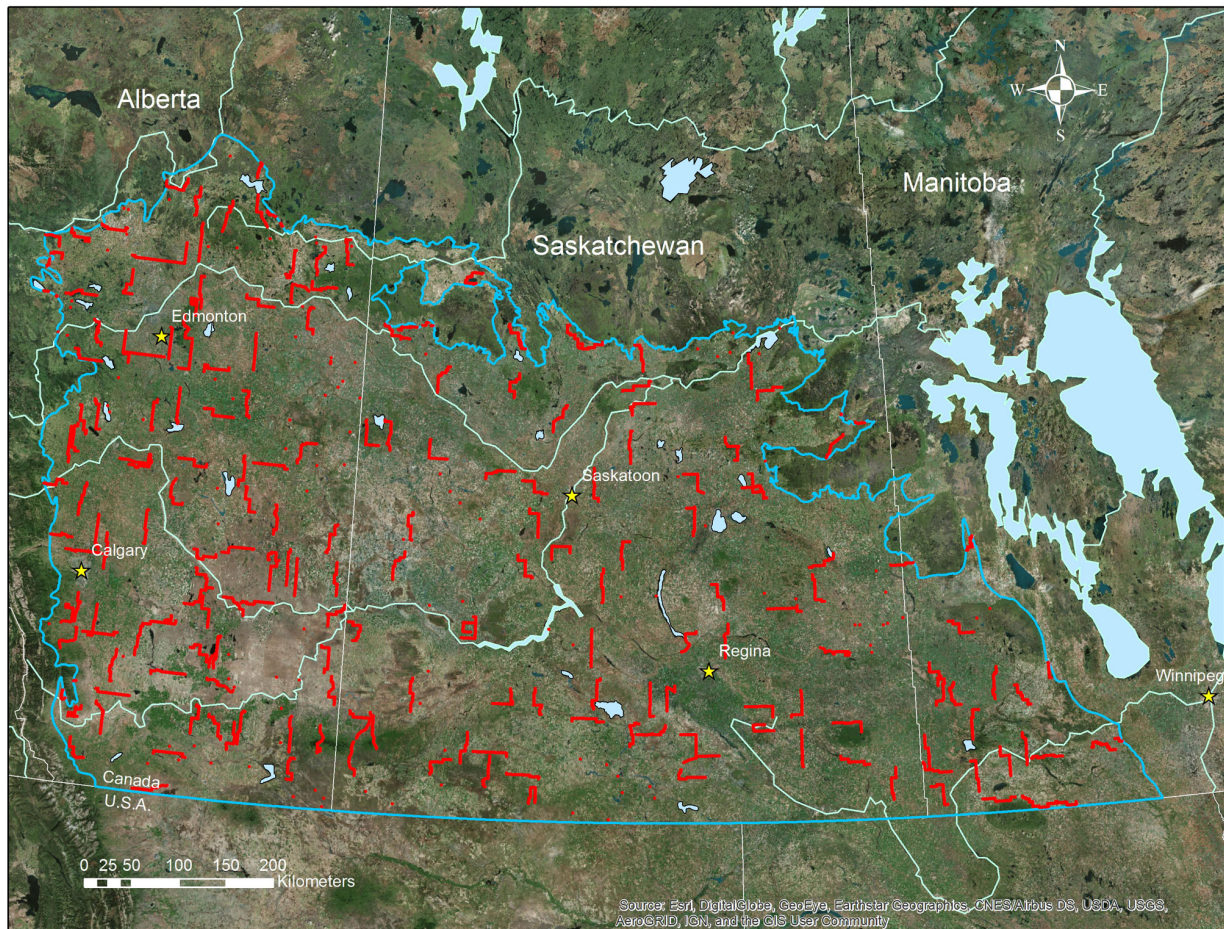 N
W E
S
Alberta
Manitoba
Saskatchewan
Edmonton
Saskatoon
Calgary
Regina
Winnipeg
Canada
U.S.A.
0 25 50 100 150 200
Kilometers
Source: Esri, DigitalGlobe, GeoEye, Earthstar Geographics, CNES/Airbus DS, USDA, USGS,
AeroGRID, IGN, and the GIS User Community